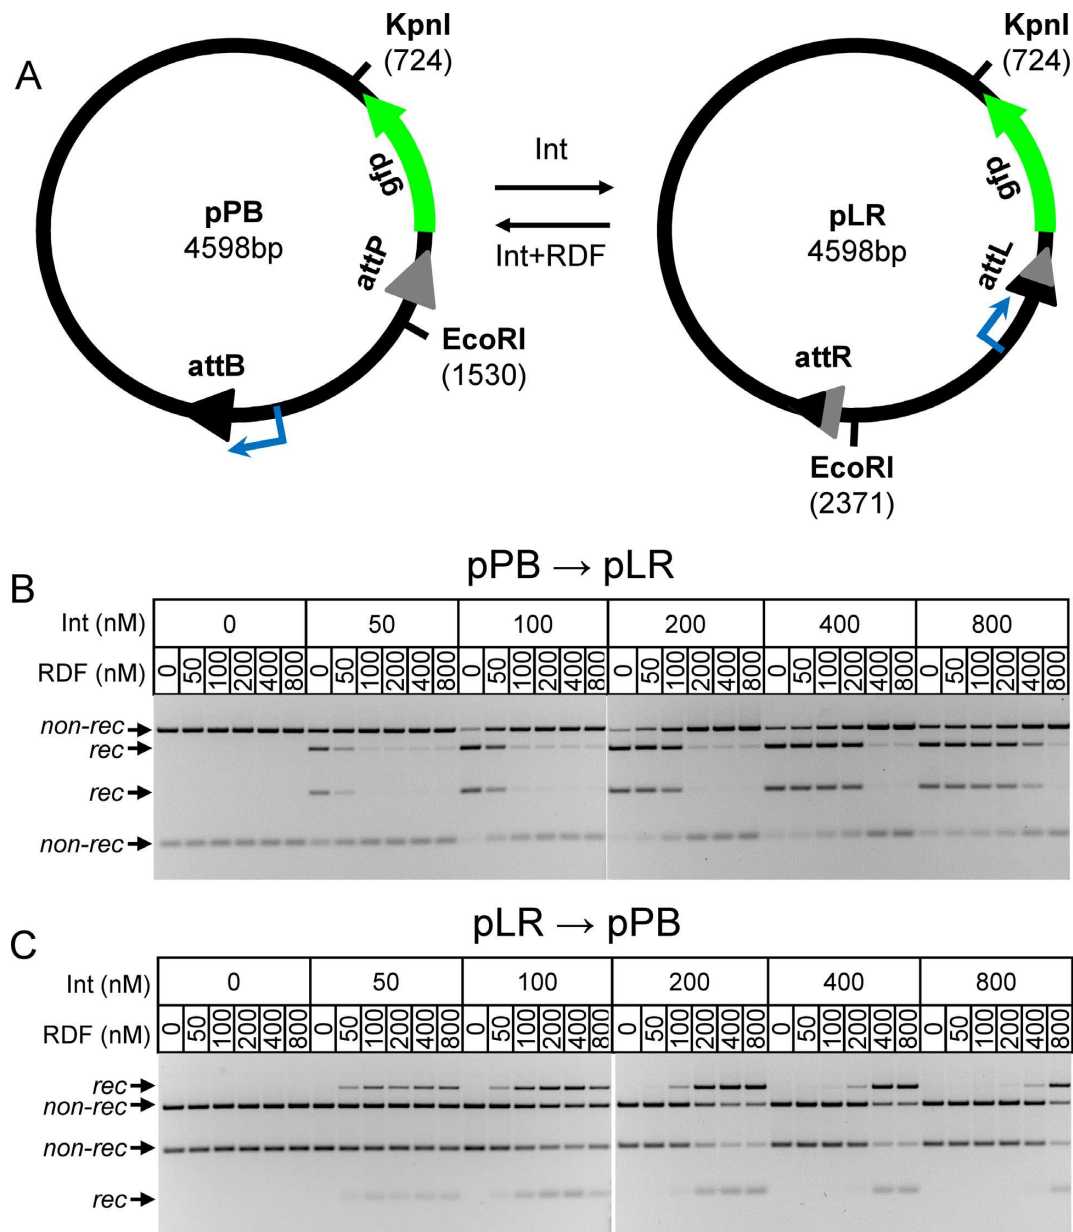 A
KpnI
(724)
gfp
pPB
4598bp
attP
EcoRI
(1530)
attB
Int
Int+RDF
KpnI
(724)
gfp
pLR
4598bp
attL
attR
EcoRI
(2371)
B
pPB → pLR
Int (nM) 0 50 100 200 400 800
RDF (nM) 0 50 100 200 400 800 0 50 100 200 400 800 0 50 100 200 400 800 0 50 100 200 400 800 0 50 100 200 400 800 0 50 100 200 400 800
non-rec
rec
rec
non-rec
C
pLR → pPB
Int (nM) 0 50 100 200 400 800
RDF (nM) 0 50 100 200 400 800 0 50 100 200 400 800 0 50 100 200 400 800 0 50 100 200 400 800 0 50 100 200 400 800 0 50 100 200 400 800
rec
non-rec
non-rec
rec